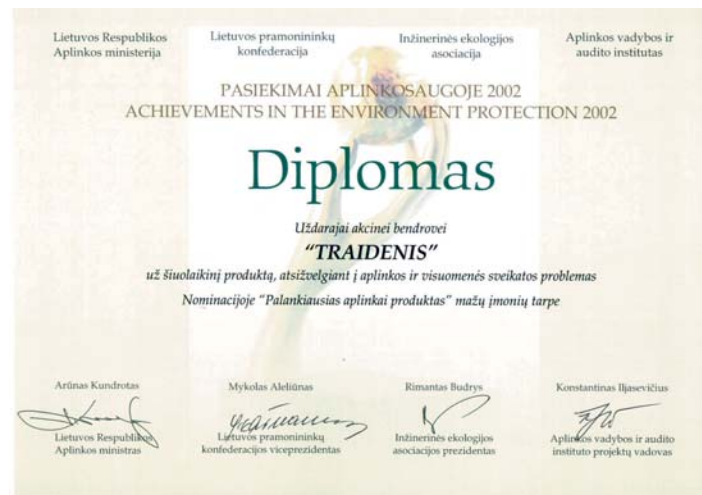 Lietuvos Respublikos
Aplinkos ministerija
Lietuvos pramonininkų
konfederacija
Inžinerinės ekologijos
asociacija
Aplinkos vadybos ir
audito institutas
PASIEKIMAI APLINKOSAUGOJE 2002
ACHIEVEMENTS IN THE ENVIRONMENT PROTECTION 2002
Diplomas
Uždarajai akcinei bendrovei
“TRAIDENIS”
už šiuolaikinį produktą, atsižvelgiant į aplinkos ir visuomenės sveikatos problemas
Nominacijoje “Palankiausias aplinkai produktas” mažų įmonių tarpe
Arūnas Kundrotas
Lietuvos Respublikos
Aplinkos ministras
Mykolas Aleliūnas
Lietuvos pramonininkų
konfederacijos viceprezidentas
Rimantas Budrys
Inžinerinės ekologijos
asociacijos prezidentas
Konstantinas Iljasevičius
Aplinkos vadybos ir audito
instituto projektų vadovas